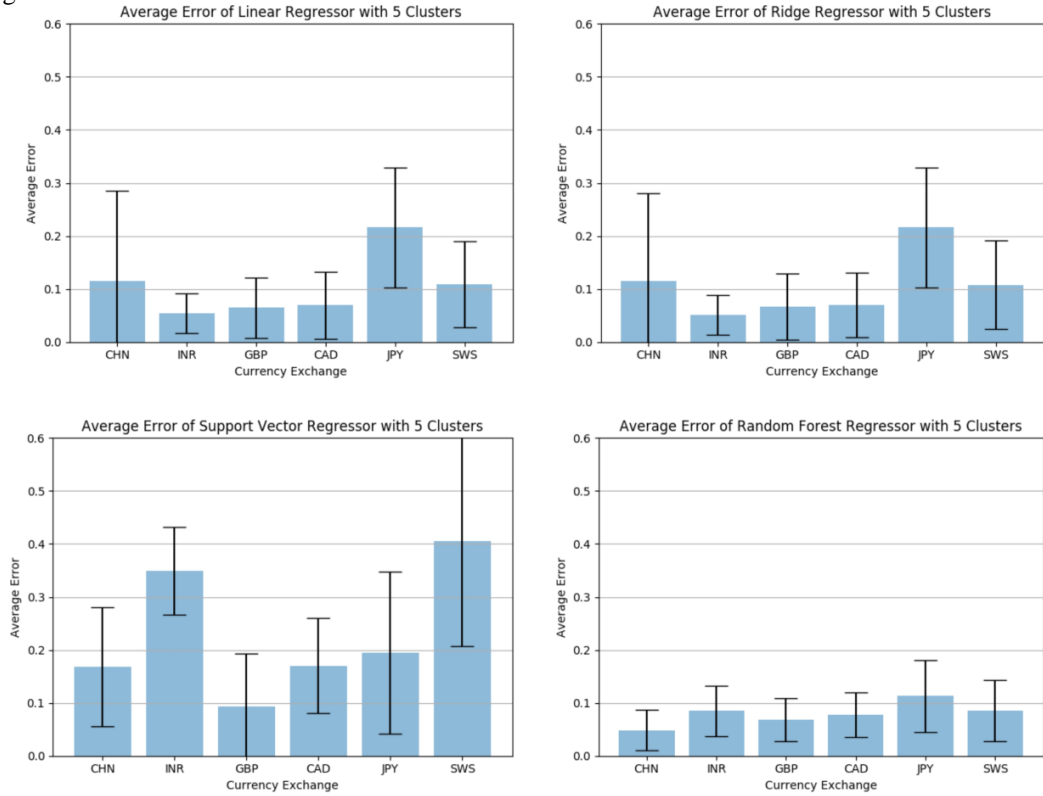 g
Average Error of Linear Regressor with 5 Clusters
0.6
0.5
0.4
0.3
0.2
0.1
0.0
Average Error
CHN INR GBP CAD JPY SWS
Currency Exchange
Average Error of Ridge Regressor with 5 Clusters
0.6
0.5
0.4
0.3
0.2
0.1
0.0
Average Error
CHN INR GBP CAD JPY SWS
Currency Exchange
Average Error of Support Vector Regressor with 5 Clusters
0.6
0.5
0.4
0.3
0.2
0.1
0.0
Average Error
CHN INR GBP CAD JPY SWS
Currency Exchange
Average Error of Random Forest Regressor with 5 Clusters
0.6
0.5
0.4
0.3
0.2
0.1
0.0
Average Error
CHN INR GBP CAD JPY SWS
Currency Exchange